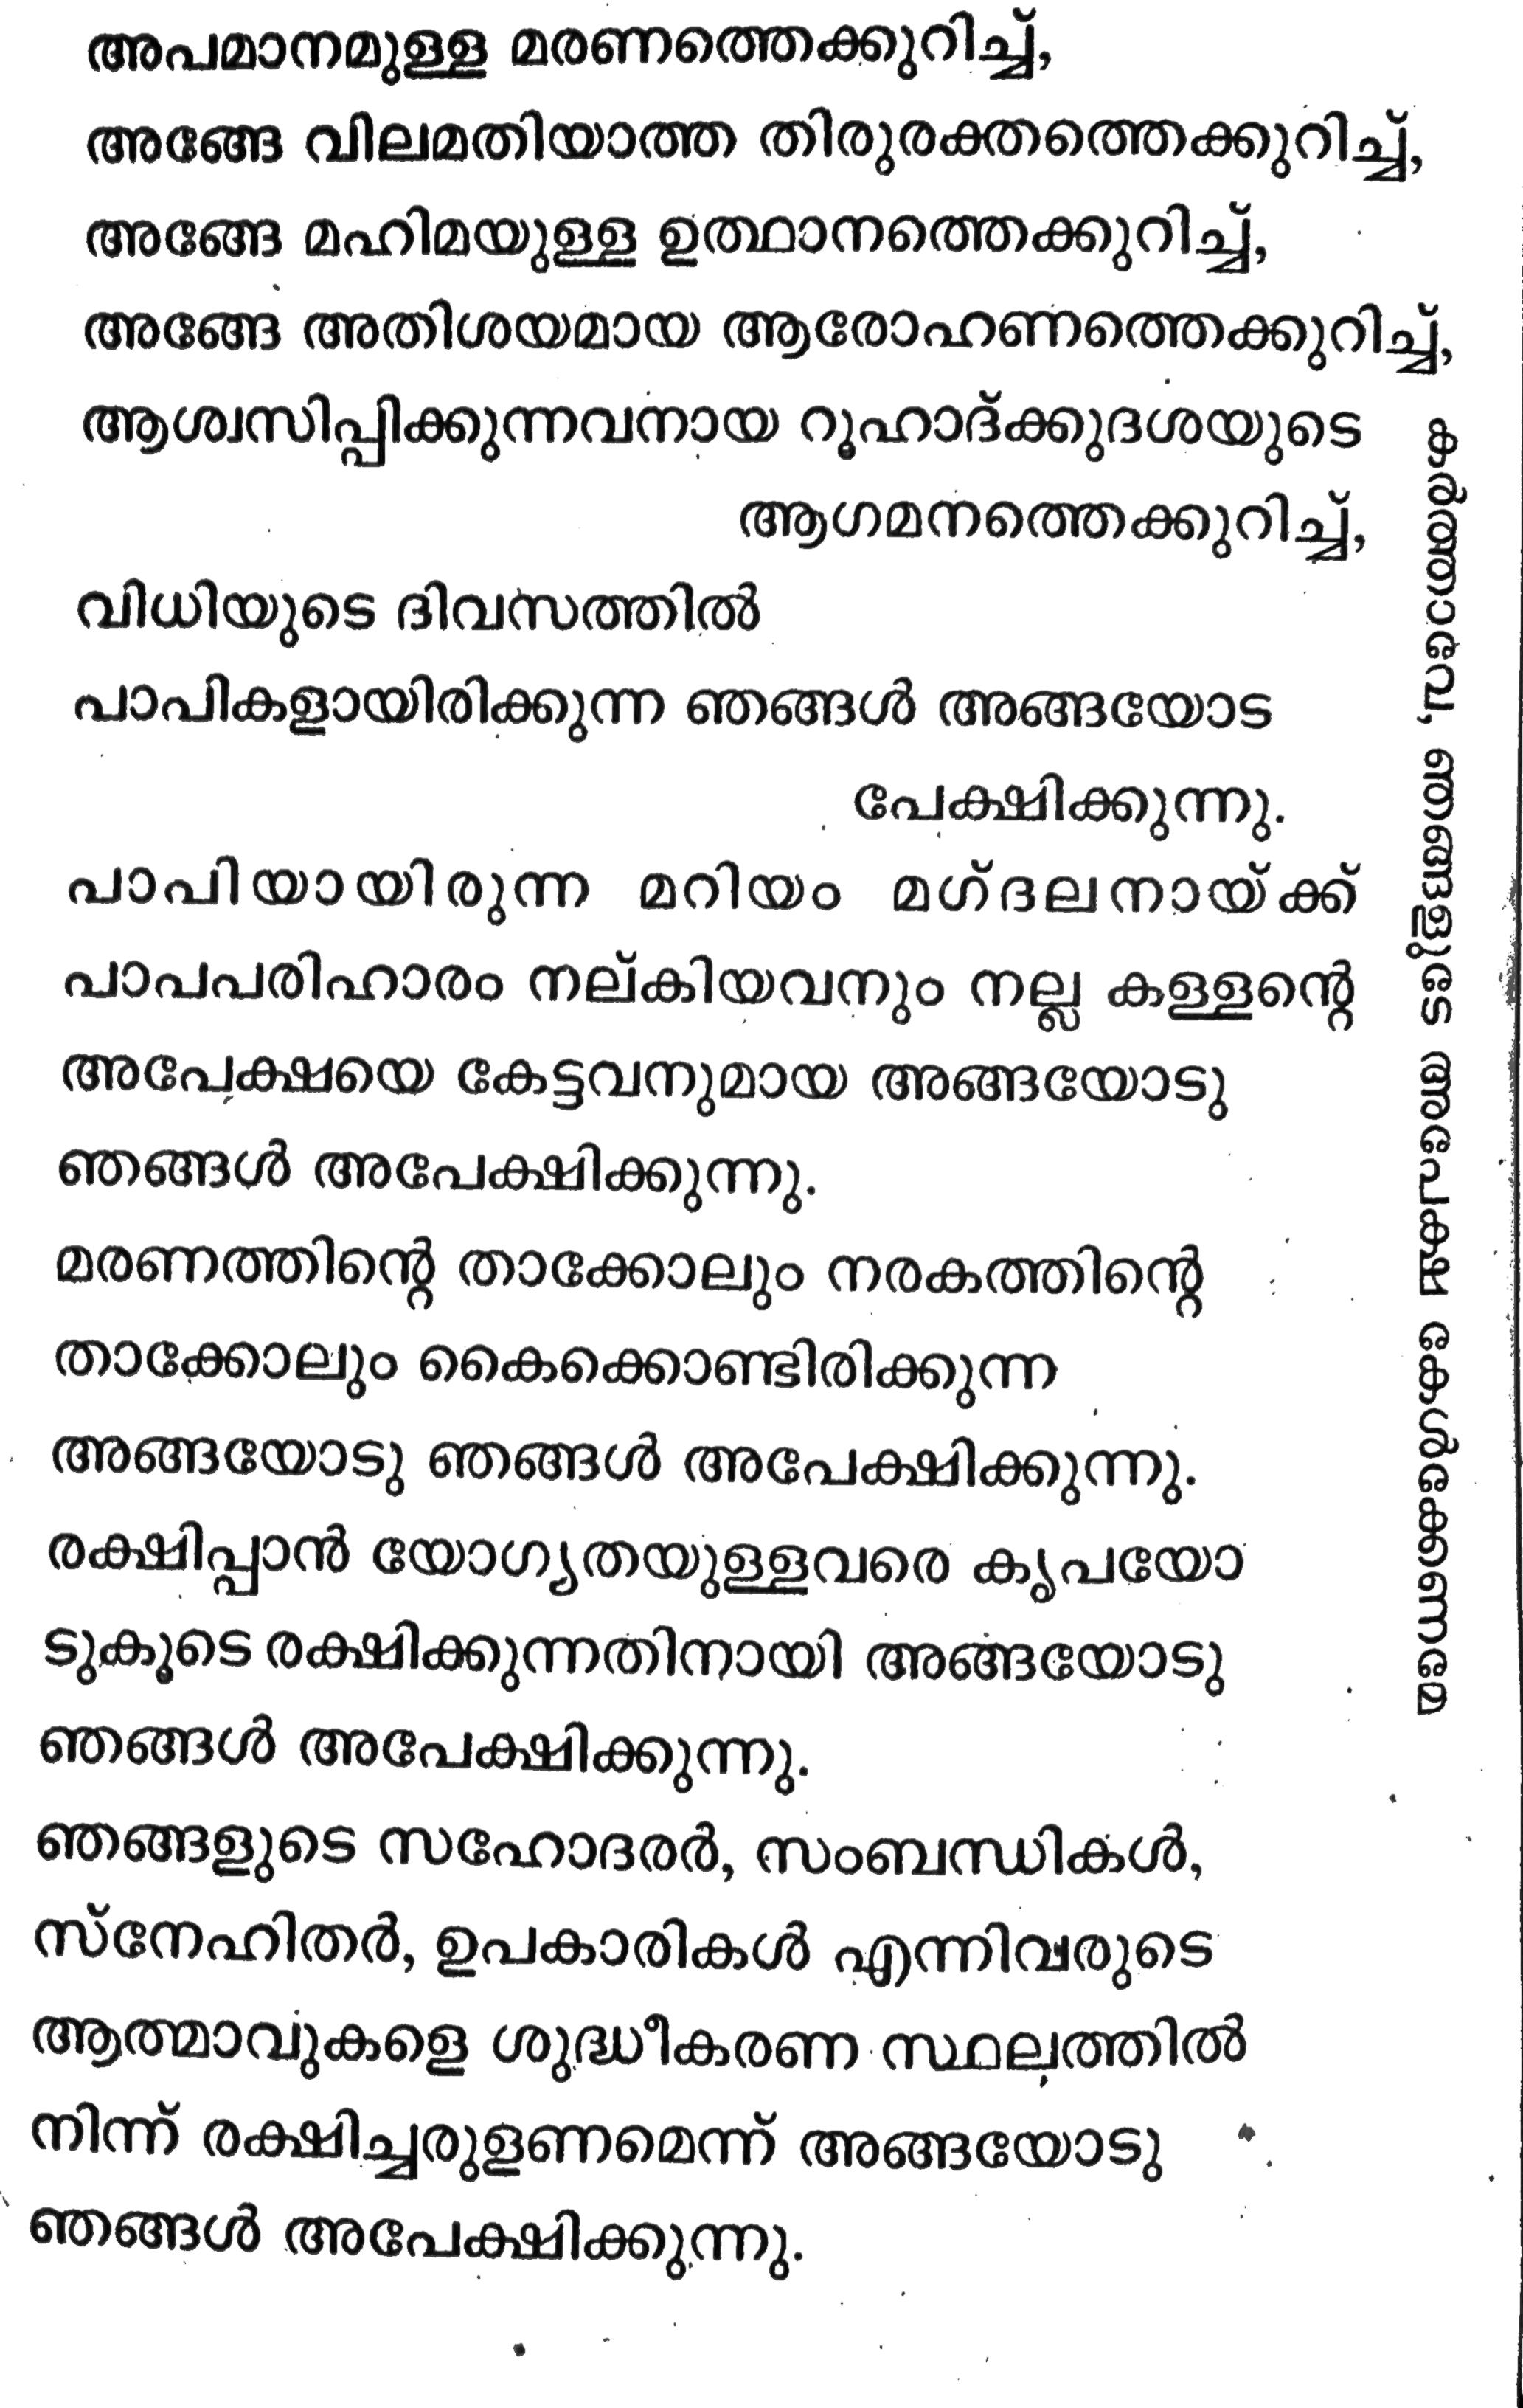 അപമാനമുള്ള മരണത്തെക്കുറിച്ച്,
അങ്ങേ വിലമതിയാത്ത തിരുരക്തത്തെക്കുറിച്ച്,
അങ്ങേ മഹിമയുള്ള ഉത്ഥാനത്തെക്കുറിച്ച്,
അങ്ങേ അതിശയമായ ആരോഹണത്തെക്കുറിച്ച്,
ആശ്വസിപ്പിക്കുന്നവനായ റൂഹാദ്ക്കുദശയുടെ
ആഗമനത്തെക്കുറിച്ച്,
വിധിയുടെ ദിവസത്തിൽ
പാപികളായിരിക്കുന്ന ഞങ്ങൾ അങ്ങയോട
പേക്ഷിക്കുന്നു.
പാപിയായിരുന്ന മറിയം മഗ്ദലനായ്ക്ക്
പാപപരിഹാരം നല്കിയവനും നല്ല കള്ളന്റെ
അപേക്ഷയെ കേട്ടവനുമായ അങ്ങയോടു
ഞങ്ങൾ അപേക്ഷിക്കുന്നു.
മരണത്തിന്റെ താക്കോലും നരകത്തിന്റെ
താക്കോലും കൈക്കൊണ്ടിരിക്കുന്ന
അങ്ങയോടു ഞങ്ങൾ അപേക്ഷിക്കുന്നു.
രക്ഷിപ്പാൻ യോഗ്യതയുള്ളവരെ കൃപയോ
ടുകൂടെ രക്ഷിക്കുന്നതിനായി അങ്ങയോടു
ഞങ്ങൾ അപേക്ഷിക്കുന്നു.
ഞങ്ങളുടെ സഹോദരർ, സംബന്ധികൾ,
സ്നേഹിതർ, ഉപകാരികൾ എന്നിവരുടെ
ആത്മാവുകളെ ശുദ്ധീകരണ സ്ഥലത്തിൽ
നിന്ന് രക്ഷിച്ചരുളണമെന്ന് അങ്ങയോടു
ഞങ്ങൾ അപേക്ഷിക്കുന്നു.
കർത്താവേ, ഞങ്ങളുടെ അപേക്ഷ കേൾക്കേണമേ